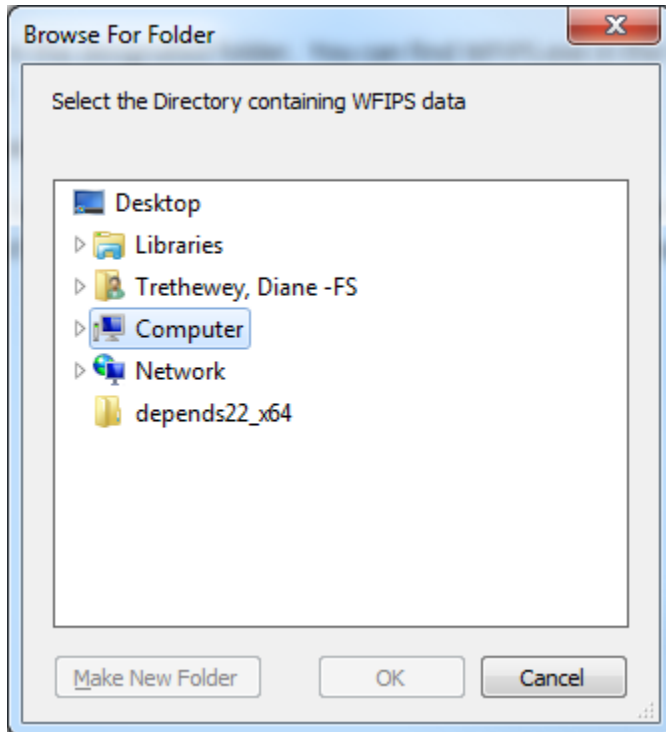 Browse For Folder
Select the Directory containing WFIPS data
Desktop
Libraries
Trethewey, Diane -FS
Computer
Network
depends22_x64
Make New Folder
OK
Cancel